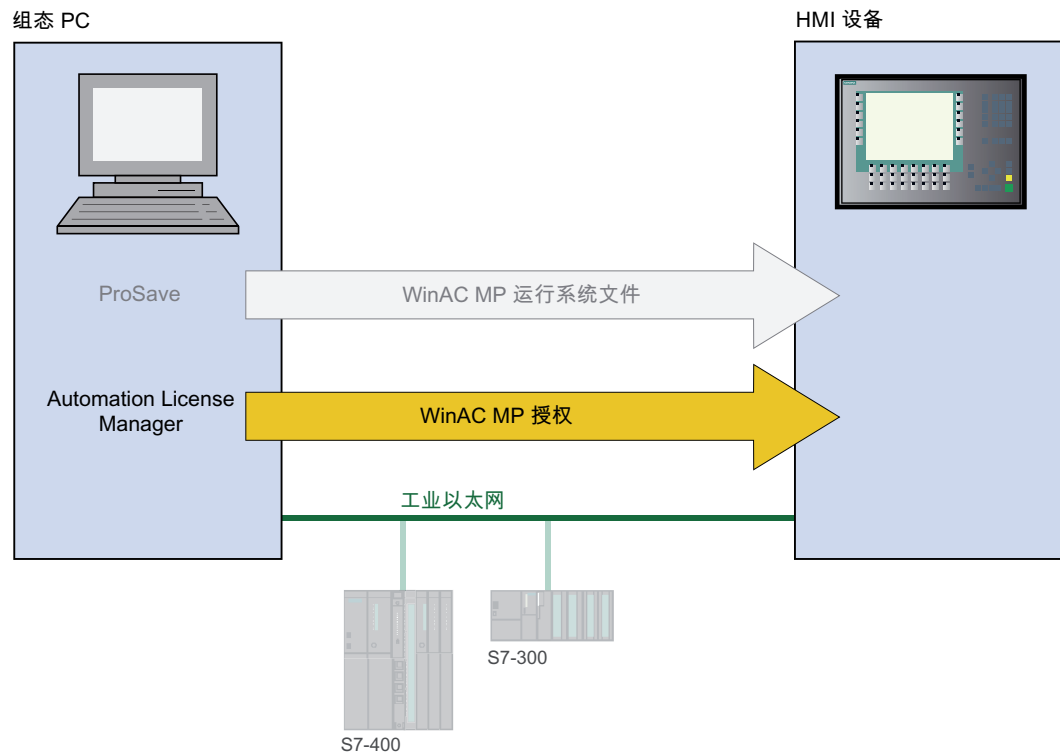 组态 PC
HMI 设备
ProSave
WinAC MP 运行系统文件
Automation License
Manager
WinAC MP 授权
工业以太网
S7-300
S7-400